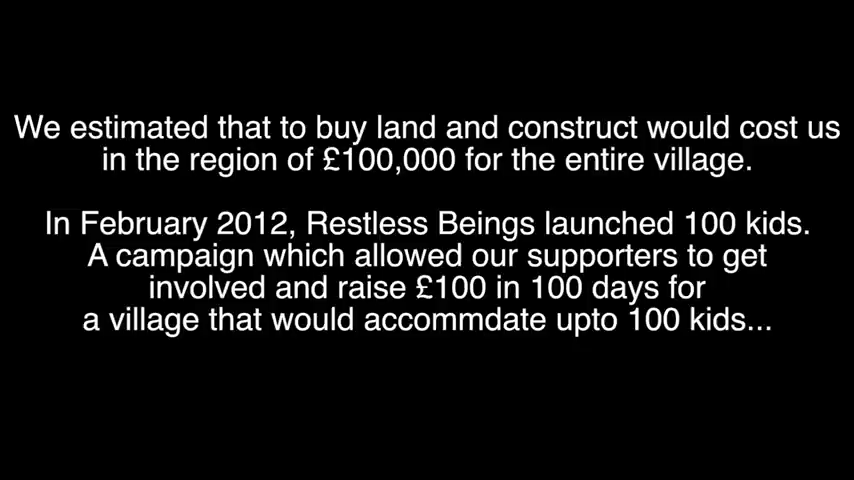 We estimated that to buy land and construct would cost us
in the region of £100,000 for the entire village.
In February 2012, Restless Beings launched 100 kids.
A campaign which allowed our supporters to get
involved and raise £100 in 100 days for
a village that would accommdate upto 100 kids...